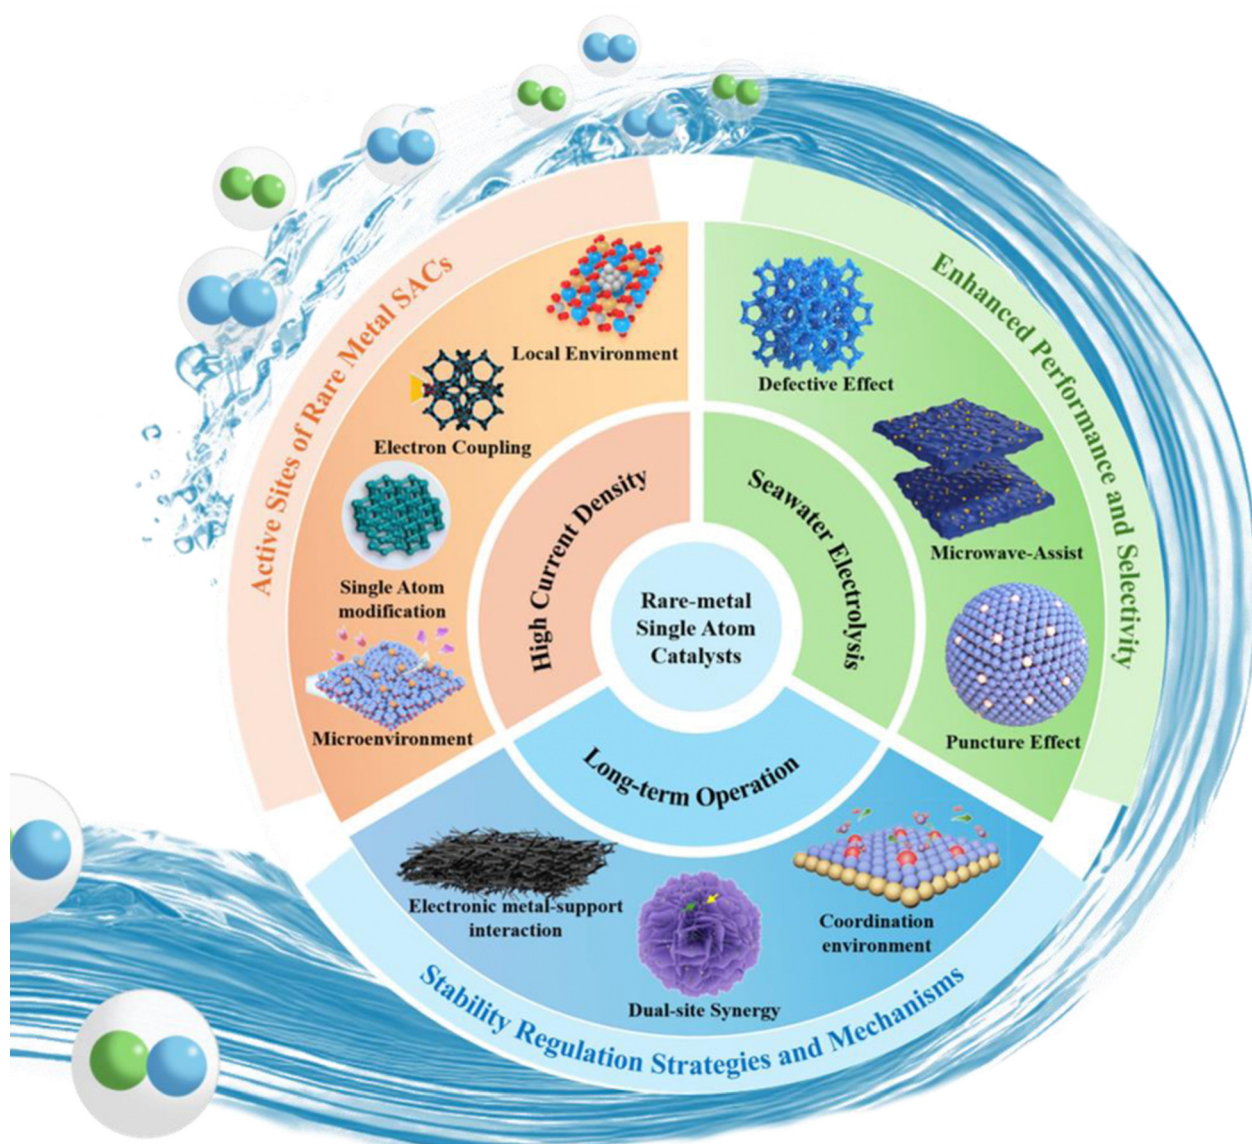 Active Sites of Rare Metal SACs
Enhanced Performance and Selectivity
Stability Regulation Strategies and Mechanisms
High Current Density
Seawater Electrolysis
Long-term Operation
Rare-metal
Single Atom
Catalysts
Local Environment
Electron Coupling
Single Atom
modification
Microenvironment
Defective Effect
Microwave-Assist
Puncture Effect
Electronic metal-support
interaction
Dual-site Synergy
Coordination
environment